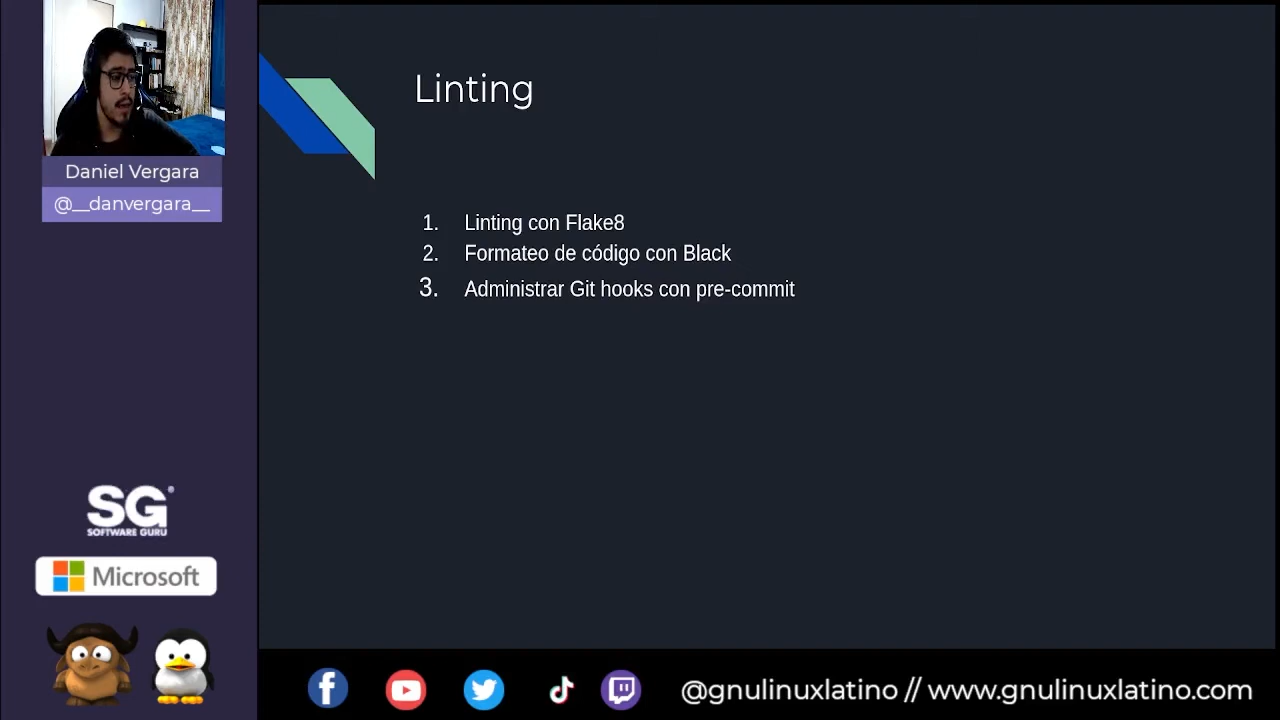 Daniel Vergara
@__danvergara__
Linting
1. Linting con Flake8
2. Formateo de código con Black
3. Administrar Git hooks con pre-commit
SG
SOFTWARE GURU
Microsoft
@gnulinuxlatino // www.gnulinuxlatino.com